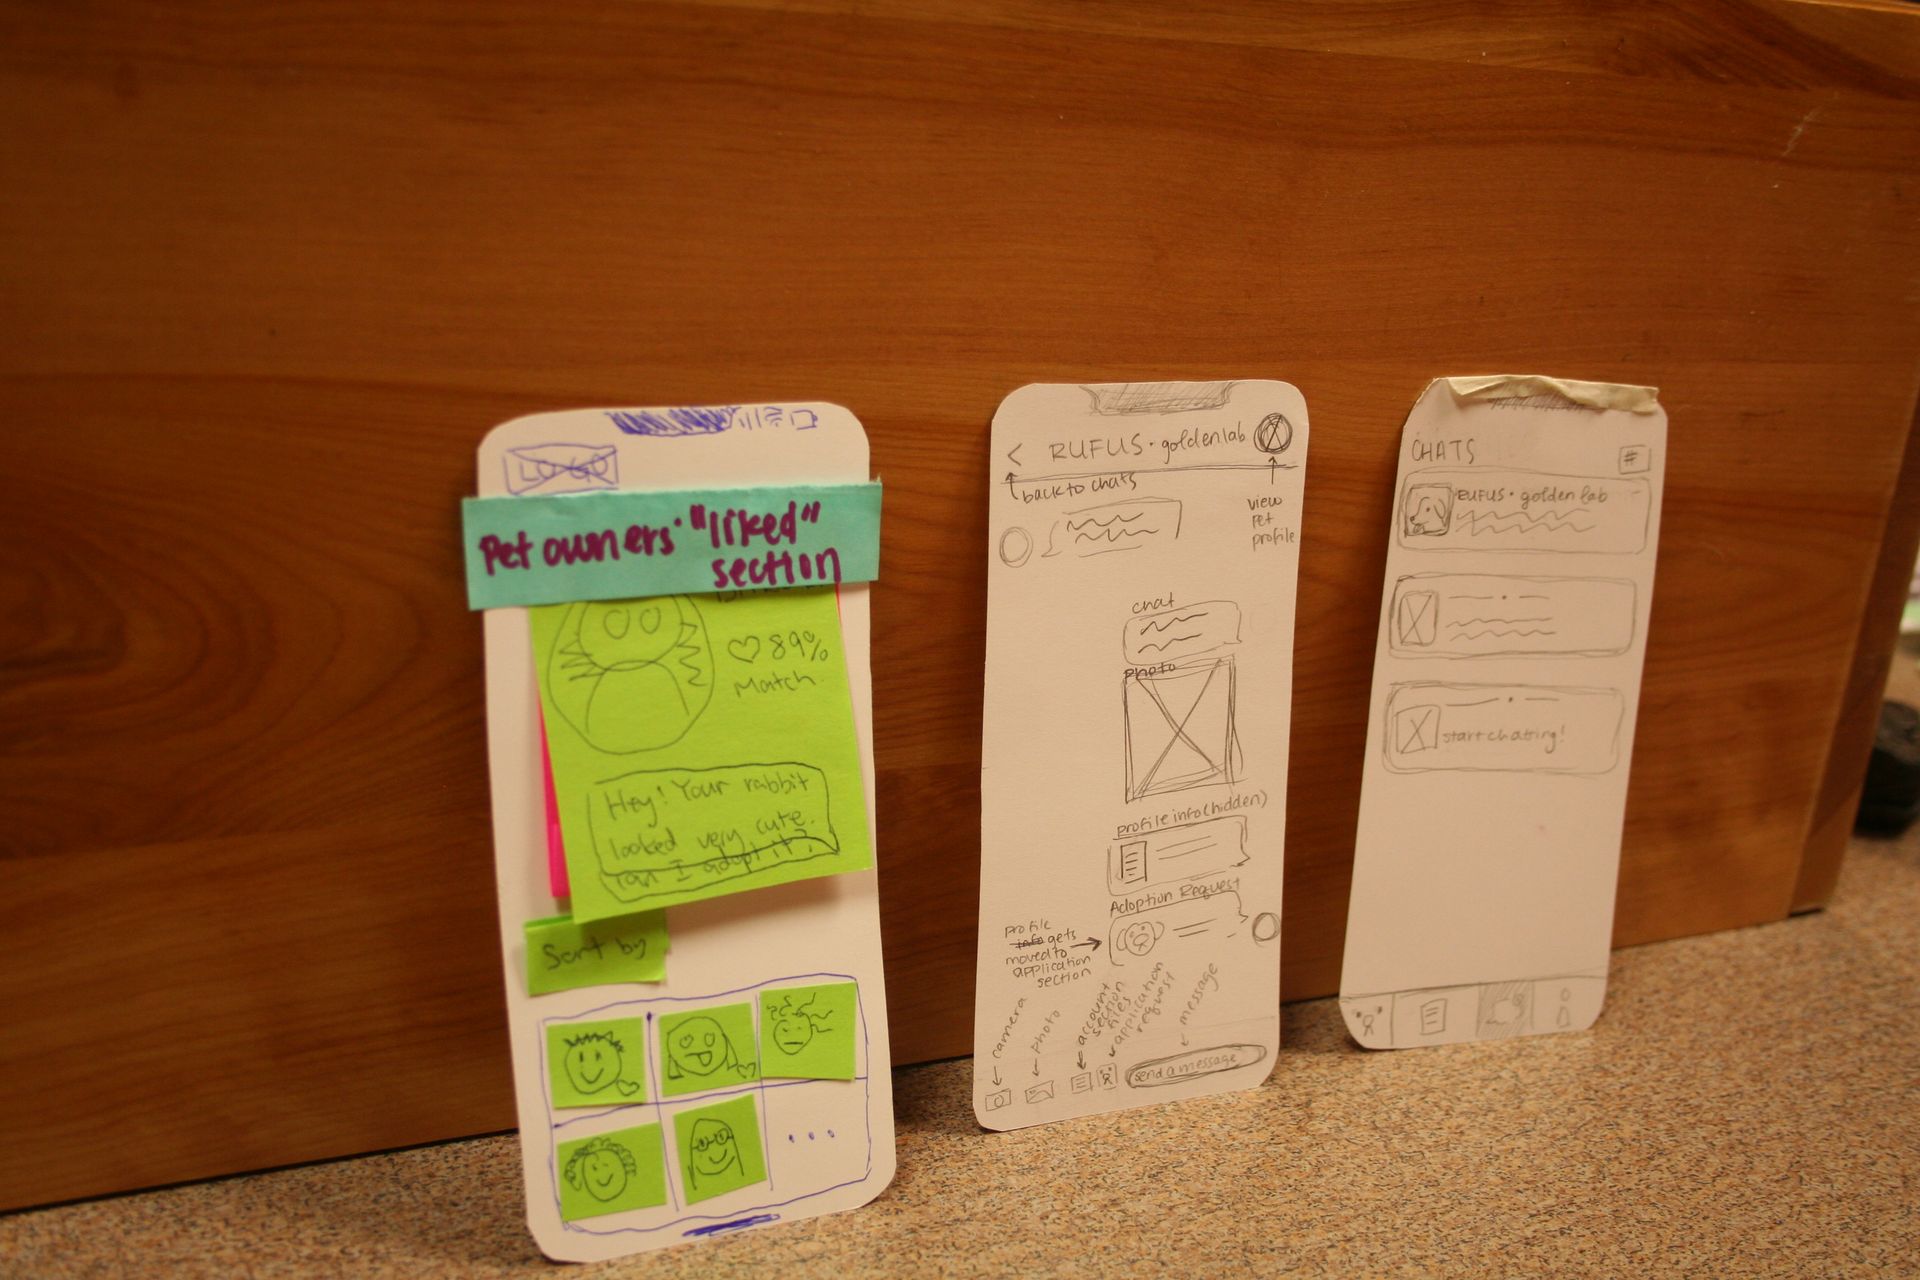 LOGO
Pet owners' "liked"
section
89%
Match
Hey! Your rabbit
looked very cute.
Can I adopt it?
Sort by
...
< RUFUS · golden lab
back to chats
view
pet
profile
chat
photo
profile info (hidden)
Adoption Request
profile
info gets
moved to
application
section
camera
photo
account
section
files
application
request
message
send a message
CHATS
#
RUFUS · golden lab
start chatting!